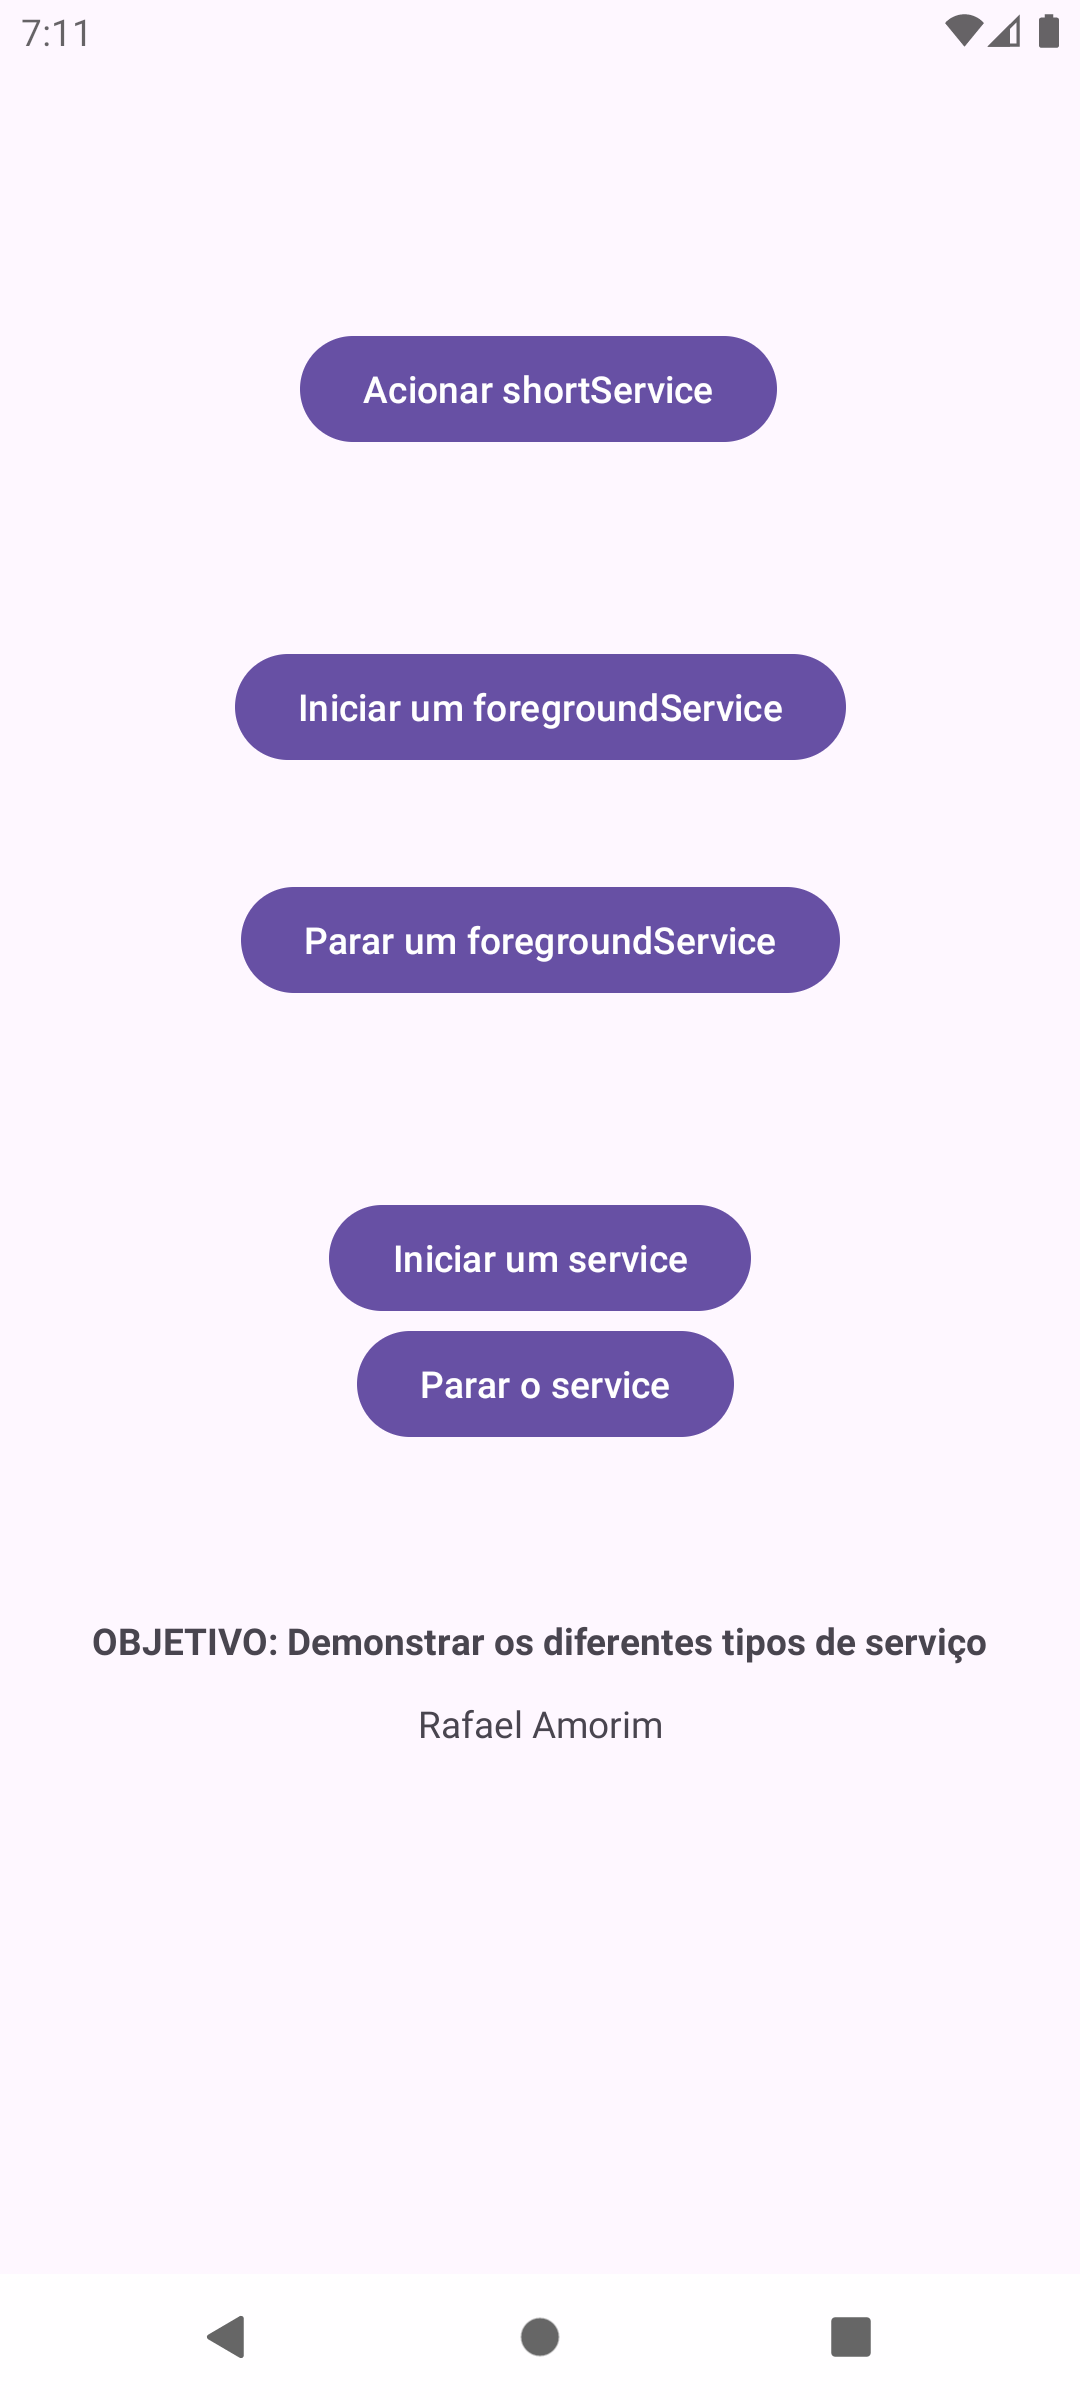 7:11
Acionar shortService
Iniciar um foregroundService
Parar um foregroundService
Iniciar um service
Parar o service
OBJETIVO: Demonstrar os diferentes tipos de serviço
Rafael Amorim